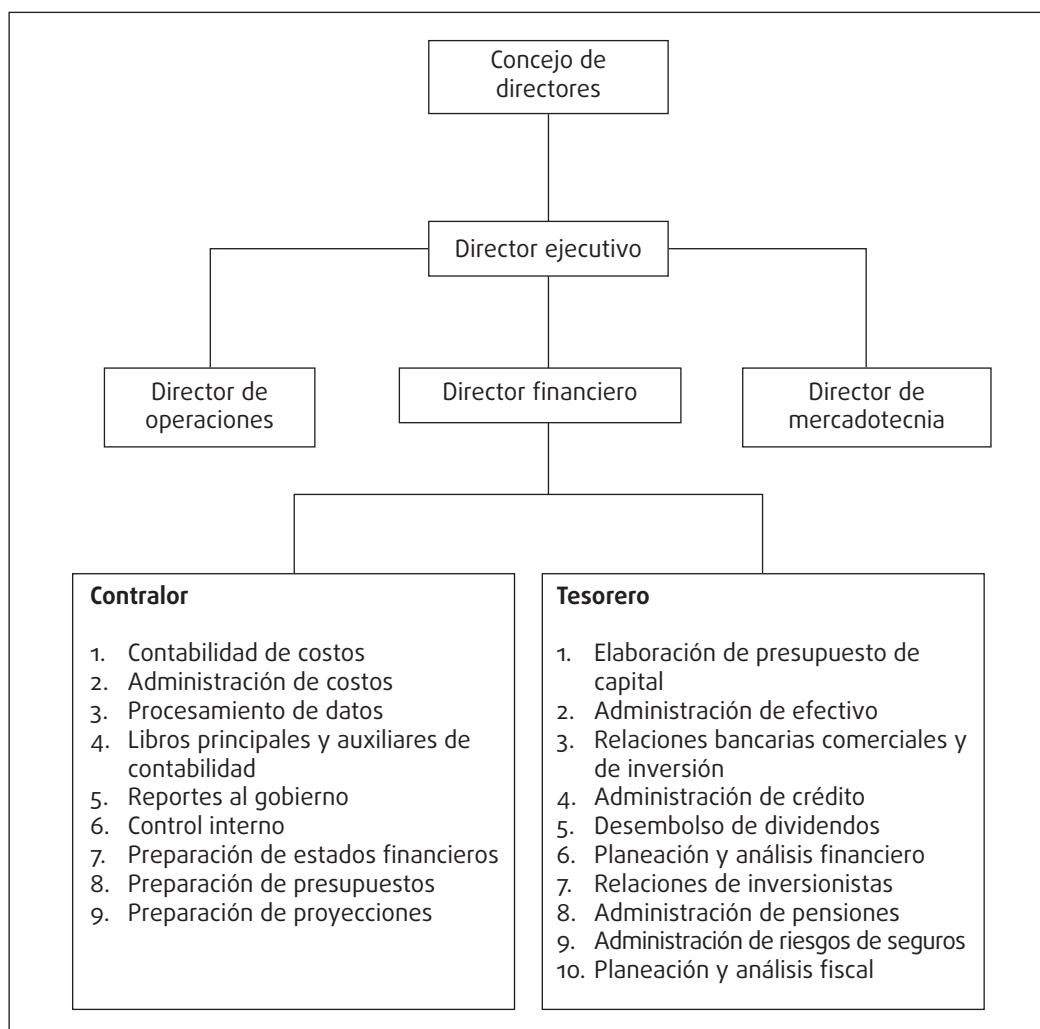 Concejo de
directores
Director ejecutivo
Director de
operaciones
Director financiero
Director de
mercadotecnia
Contralor
1. Contabilidad de costos
2. Administración de costos
3. Procesamiento de datos
4. Libros principales y auxiliares de
contabilidad
5. Reportes al gobierno
6. Control interno
7. Preparación de estados financieros
8. Preparación de presupuestos
9. Preparación de proyecciones
Tesorero
1. Elaboración de presupuesto de
capital
2. Administración de efectivo
3. Relaciones bancarias comerciales y
de inversión
4. Administración de crédito
5. Desembolso de dividendos
6. Planeación y análisis financiero
7. Relaciones de inversionistas
8. Administración de pensiones
9. Administración de riesgos de seguros
10. Planeación y análisis fiscal